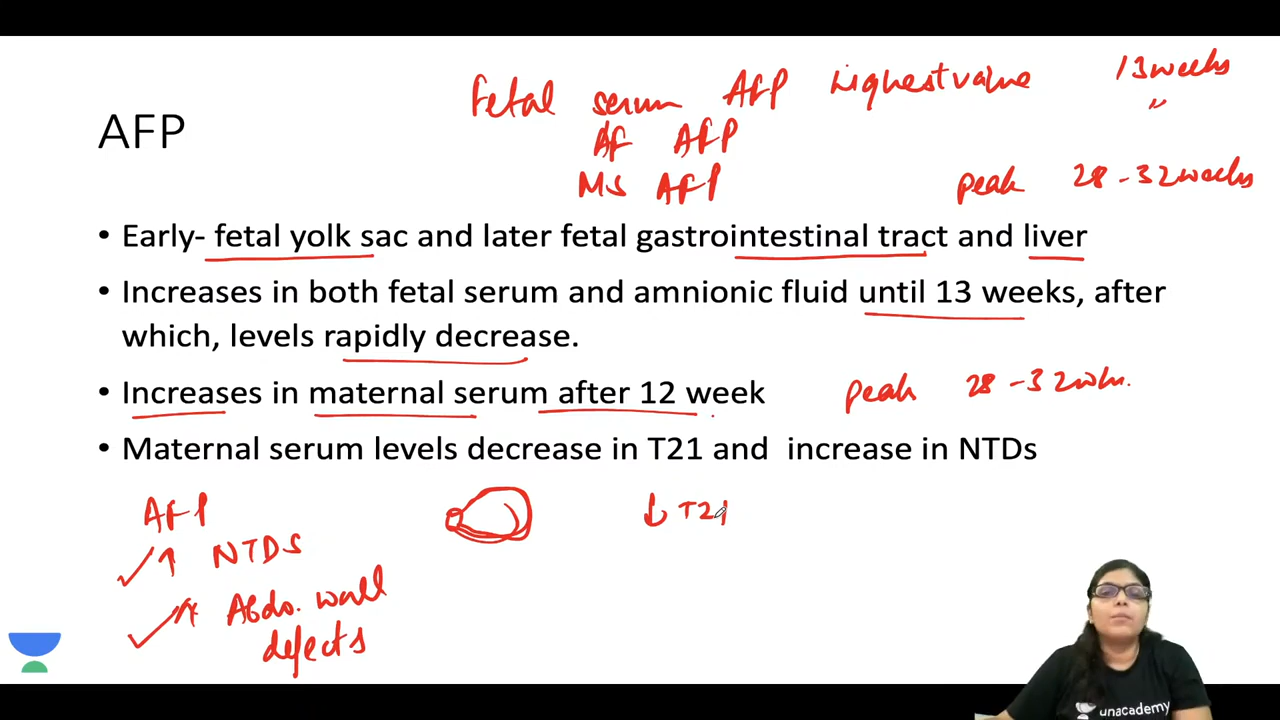 Fetal serum AFP highest value 13 weeks
AF AFP "
MS AFP peak 28-32 weeks
AFP
• Early- fetal yolk sac and later fetal gastrointestinal tract and liver
• Increases in both fetal serum and amnionic fluid until 13 weeks, after
which, levels rapidly decrease.
• Increases in maternal serum after 12 week peak 28-32 wks.
• Maternal serum levels decrease in T21 and increase in NTDs
AFP
✓ ↑ NTDS
✓ ↑ Abdo. wall
defects
↓ T21
unacademy